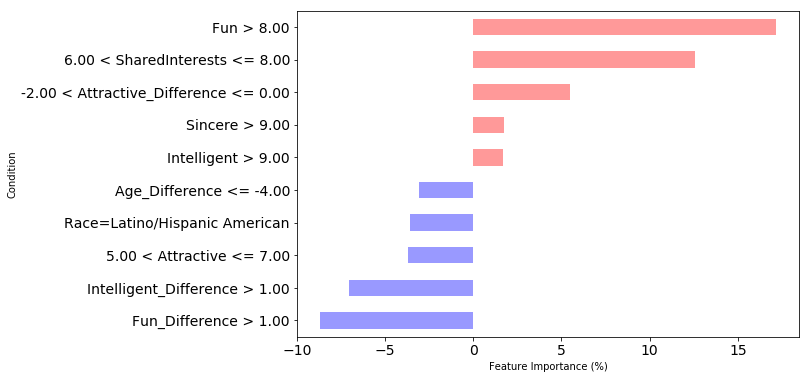 Fun > 8.00
6.00 < SharedInterests <= 8.00
-2.00 < Attractive_Difference <= 0.00
Sincere > 9.00
Intelligent > 9.00
Age_Difference <= -4.00
Race=Latino/Hispanic American
5.00 < Attractive <= 7.00
Intelligent_Difference > 1.00
Fun_Difference > 1.00
Condition
−10 −5 0 5 10 15
Feature Importance (%)